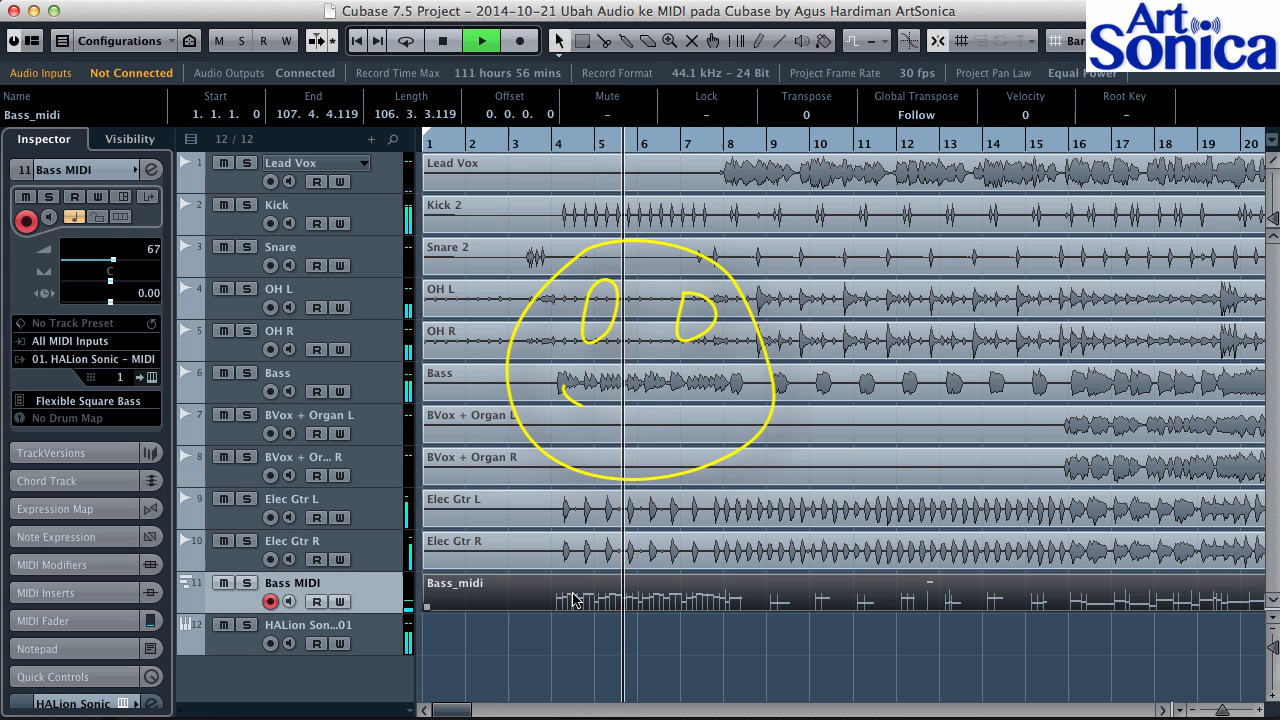 Cubase 7.5 Project - 2014-10-21 Ubah Audio ke MIDI pada Cubase by Agus Hardiman ArtSonica
Art
Sonica
Configurations
M S R W
Bar
Audio Inputs Not Connected Audio Outputs Connected Record Time Max 111 hours 56 mins Record Format 44.1 kHz - 24 Bit Project Frame Rate 30 fps Project Pan Law Equal Power
Name Start End Length Offset Mute Lock Transpose Global Transpose Velocity Root Key
Bass_midi 1. 1. 1. 0 107. 4. 4.119 106. 3. 3.119 0. 0. 0. 0 - - 0 Follow 0 -
Inspector Visibility 12 / 12
1 2 3 4 5 6 7 8 9 10 11 12 13 14 15 16 17 18 19 20
11 Bass MIDI
M S R W
67
C
0.00
No Track Preset
All MIDI Inputs
01. HALion Sonic - MIDI
1
Flexible Square Bass
No Drum Map
TrackVersions
Chord Track
Expression Map
Note Expression
MIDI Modifiers
MIDI Inserts
MIDI Fader
Notepad
Quick Controls
HALion Sonic
1 m S Lead Vox
R W
2 m S Kick
R W
3 m S Snare
R W
4 m S OH L
R W
5 m S OH R
R W
6 m S Bass
R W
7 m S BVox + Organ L
R W
8 m S BVox + Or... R
R W
9 m S Elec Gtr L
R W
10 m S Elec Gtr R
R W
11 m S Bass MIDI
R W
12 m S HALion Son...01
R W
Lead Vox
Kick 2
Snare 2
OH L
OH R
Bass
BVox + Organ L
BVox + Organ R
Elec Gtr L
Elec Gtr R
Bass_midi